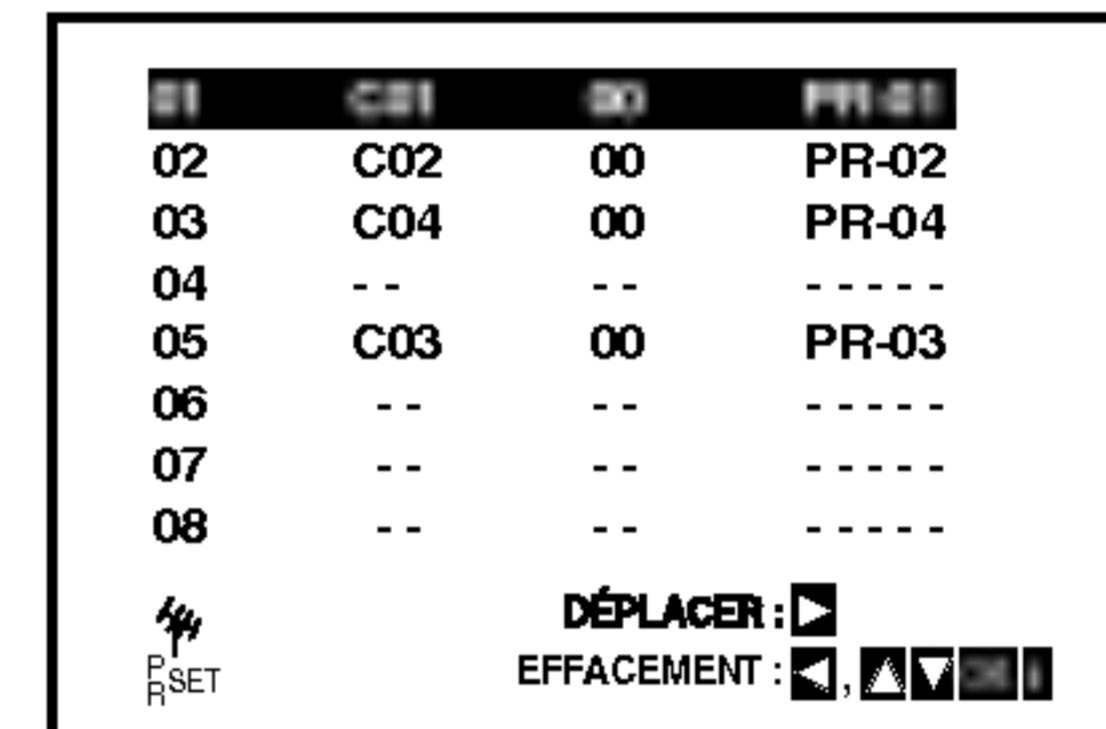 02 C02 00 PR-02
03 C04 00 PR-04
04 - - - - - - - - -
05 C03 00 PR-03
06 - - - - - - - - -
07 - - - - - - - - -
08 - - - - - - - - -
DÉPLACER :
PR SET
EFFACEMENT : ,